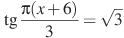 tg π(x+6)/3 = √3